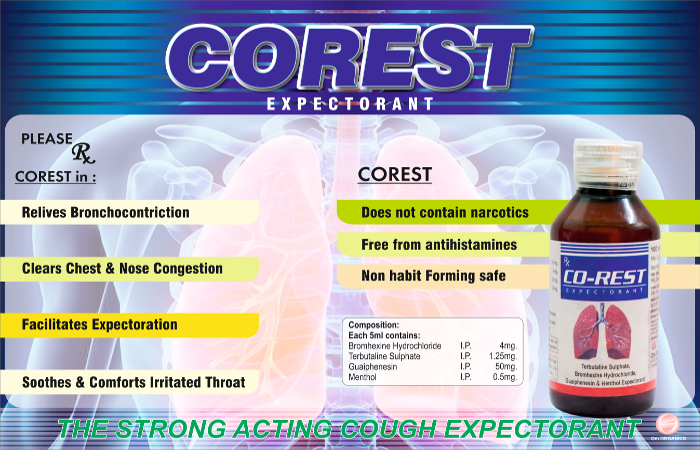 COREST
EXPECTORANT
PLEASE
Rx
COREST in :
Relives Bronchocontriction
Clears Chest & Nose Congestion
Facilitates Expectoration
Soothes & Comforts Irritated Throat
COREST
Does not contain narcotics
Free from antihistamines
Non habit Forming safe
Composition:
Each 5ml contains:
Bromhexine Hydrochloride I.P. 4mg.
Terbutaline Sulphate I.P. 1.25mg.
Guaiphenesin I.P. 50mg.
Menthol I.P. 0.5mg.
Rx
CO-REST
EXPECTORANT
Terbutaline Sulphate,
Bromhexine Hydrochloride,
Guaiphenesin & Menthol Expectorant
THE STRONG ACTING COUGH EXPECTORANT